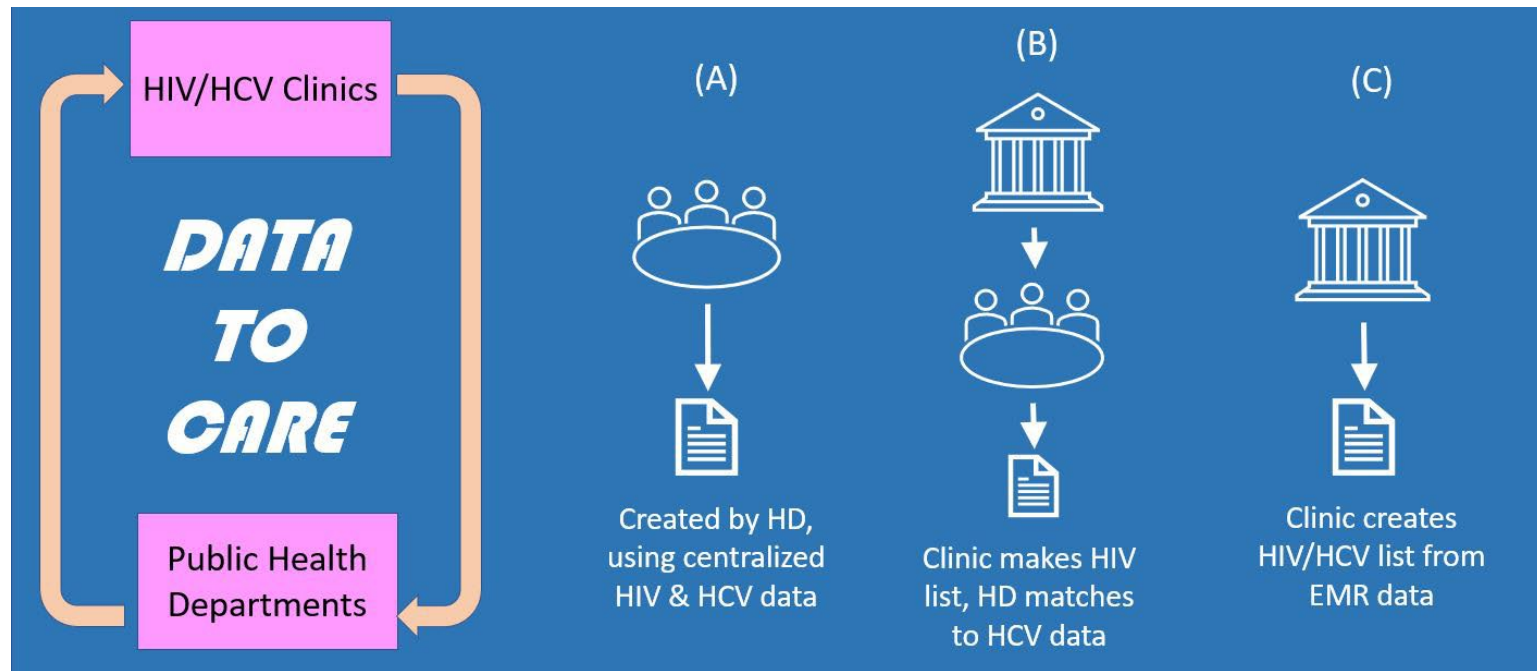 HIV/HCV Clinics
DATA
TO
CARE
Public Health
Departments
(A)
Created by HD,
using centralized
HIV & HCV data
(B)
Clinic makes HIV
list, HD matches
to HCV data
(C)
Clinic creates
HIV/HCV list from
EMR data